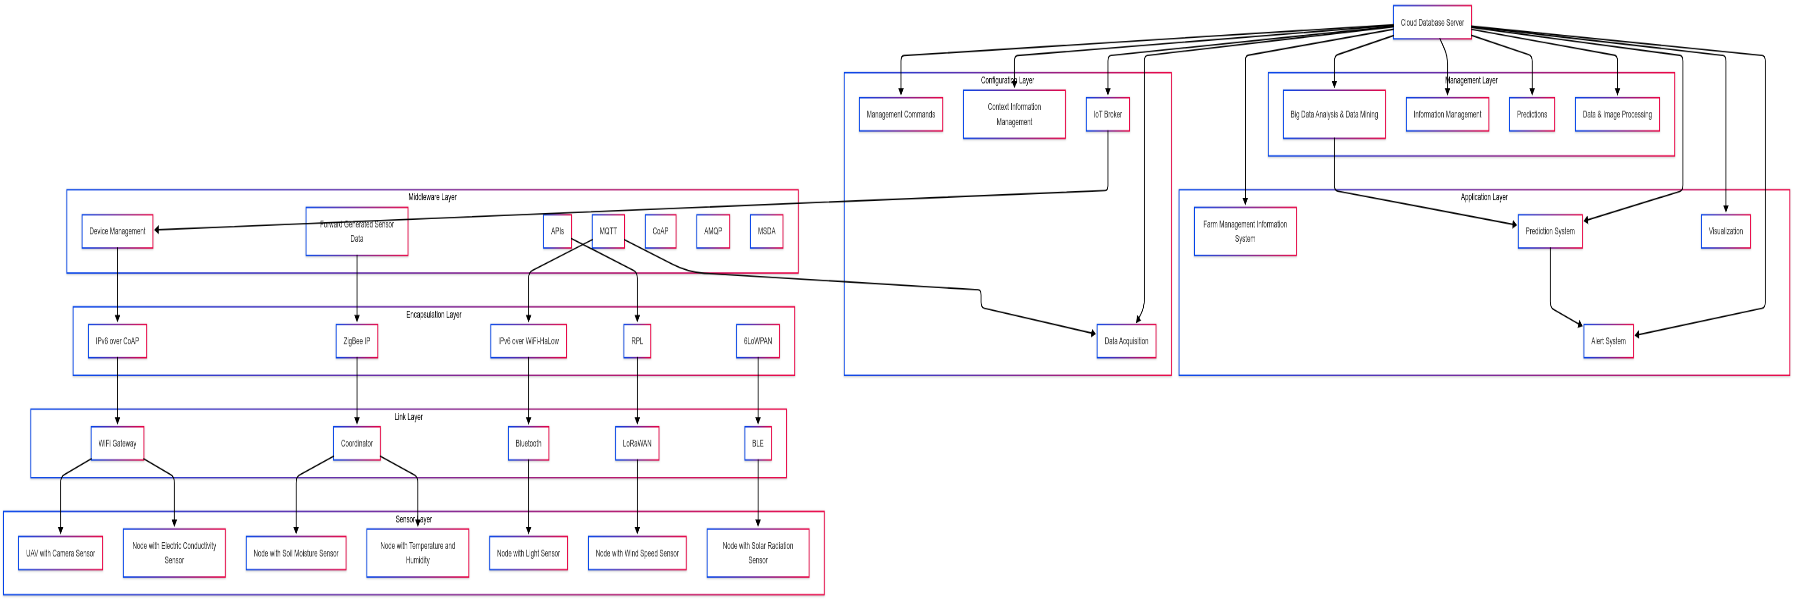 Cloud Database Server
Configuration Layer
Management Layer
Management Commands
Context Information
Management
IoT Broker
Big Data Analysis & Data Mining
Information Management
Predictions
Data & Image Processing
Middleware Layer
Application Layer
Device Management
Forward Generated Sensor
Data
APIs
MQTT
CoAP
AMQP
MSDA
Farm Management Information
System
Prediction System
Visualization
Encapsulation Layer
IPv6 over CoAP
ZigBee IP
IPv6 over WiFi-HaLow
RPL
6LoWPAN
Data Acquisition
Alert System
Link Layer
WiFi Gateway
Coordinator
Bluetooth
LoRaWAN
BLE
Sensor Layer
UAV with Camera Sensor
Node with Electric Conductivity
Sensor
Node with Soil Moisture Sensor
Node with Temperature and
Humidity
Node with Light Sensor
Node with Wind Speed Sensor
Node with Solar Radiation
Sensor